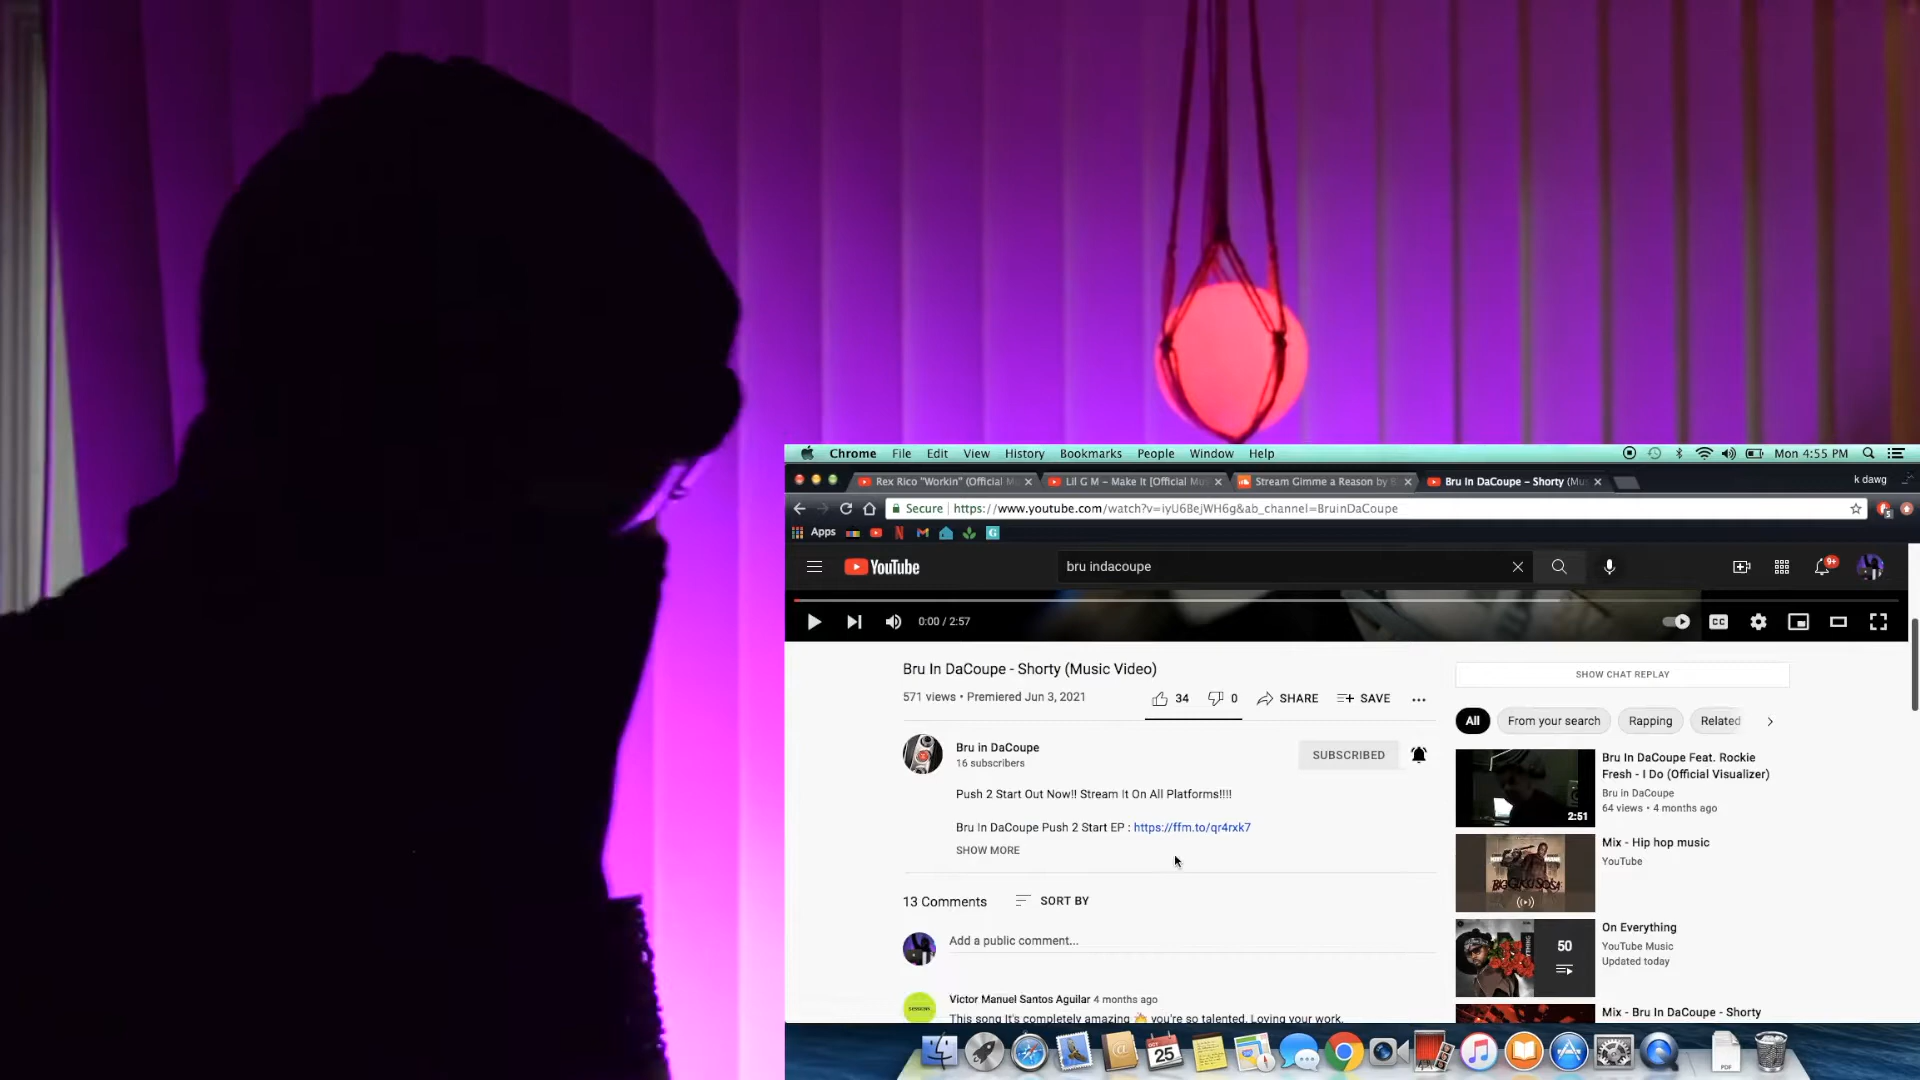 Chrome File Edit View History Bookmarks People Window Help Mon 4:55 PM
Rex Rico "Workin" (Official M Lil G M – Make It [Official Mu Stream Gimme a Reason by Bru In DaCoupe – Shorty (Mu k dawg
Secure https://www.youtube.com/watch?v=iyU6BejWH6g&ab_channel=BruinDaCoupe
Apps
YouTube bru indacoupe 9+
0:00 / 2:57 CC
Bru In DaCoupe - Shorty (Music Video)
571 views • Premiered Jun 3, 2021
34 0 SHARE SAVE
Bru in DaCoupe
16 subscribers
SUBSCRIBED
Push 2 Start Out Now!! Stream It On All Platforms!!!!
Bru In DaCoupe Push 2 Start EP : https://ffm.to/qr4rxk7
SHOW MORE
13 Comments SORT BY
Add a public comment...
Victor Manuel Santos Aguilar 4 months ago
This song It's completely amazing 🔥 you're so talented. Loving your work.
SHOW CHAT REPLAY
All From your search Rapping Related
Bru In DaCoupe Feat. Rockie
Fresh - I Do (Official Visualizer)
Bru in DaCoupe
64 views • 4 months ago
2:51
Mix - Hip hop music
YouTube
On Everything
YouTube Music
Updated today
50
Mix - Bru In DaCoupe - Shorty
OCT
25
PDF